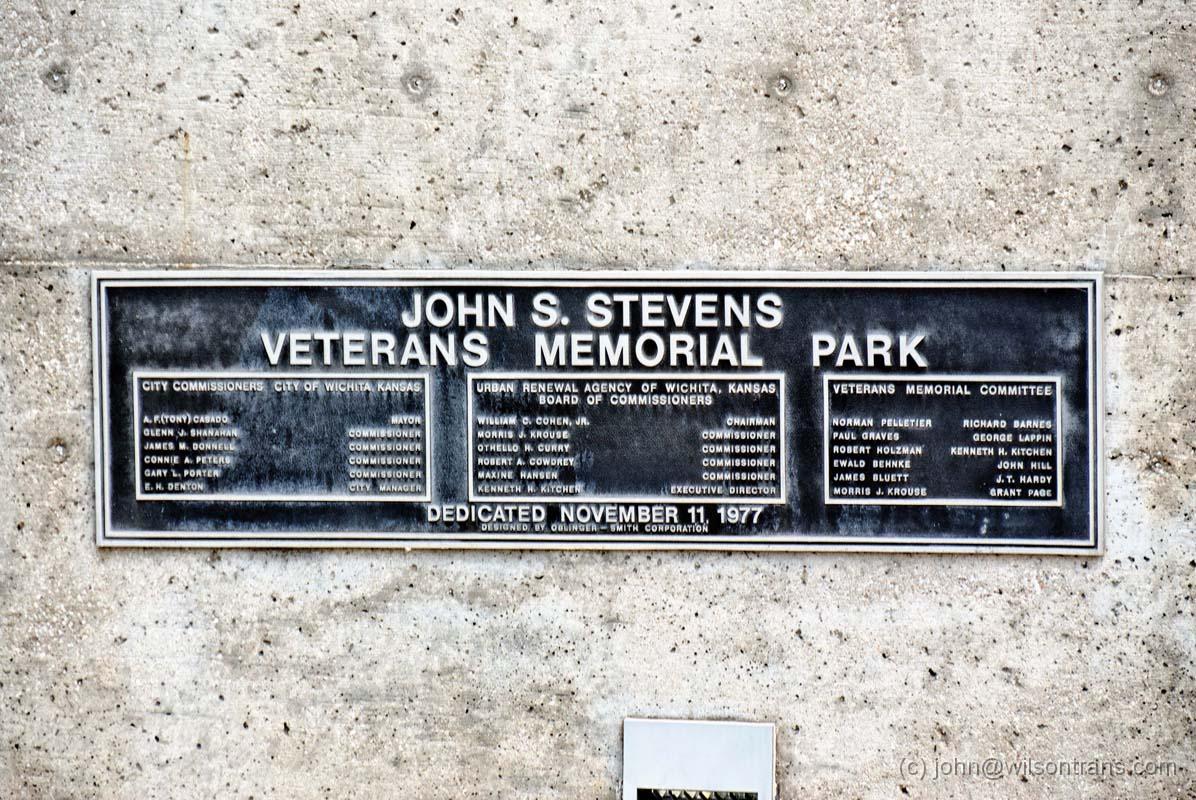 JOHN S. STEVENS
VETERANS MEMORIAL PARK
CITY COMMISSIONERS CITY OF WICHITA KANSAS
A. F. (TONY) CASADO MAYOR
GLENN J. SHANAHAN COMMISSIONER
JAMES M. DONNELL COMMISSIONER
CONNIE A. PETERS COMMISSIONER
GARY L. PORTER COMMISSIONER
E. H. DENTON CITY MANAGER
URBAN RENEWAL AGENCY OF WICHITA, KANSAS
BOARD OF COMMISSIONERS
WILLIAM C. COHEN, JR. CHAIRMAN
MORRIS J. KROUSE COMMISSIONER
OTHELLO H. CURRY COMMISSIONER
ROBERT A. COWDREY COMMISSIONER
MAXINE HANSEN COMMISSIONER
KENNETH H. KITCHEN EXECUTIVE DIRECTOR
VETERANS MEMORIAL COMMITTEE
NORMAN PELLETIER RICHARD BARNES
PAUL GRAVES GEORGE LAPPIN
ROBERT HOLZMAN KENNETH H. KITCHEN
EWALD BEHNKE JOHN HILL
JAMES BLUETT J. T. HARDY
MORRIS J. KROUSE GRANT PAGE
DEDICATED NOVEMBER 11, 1977
DESIGNED BY OBLINGER-SMITH CORPORATION
(c) john@wilsontrans.com